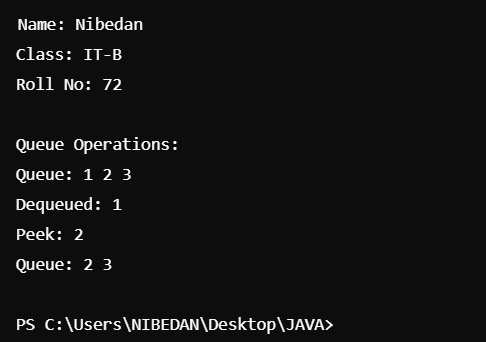 Name: Nibedan
Class: IT-B
Roll No: 72
Queue Operations:
Queue: 1 2 3
Dequeued: 1
Peek: 2
Queue: 2 3
PS C:\Users\NIBEDAN\Desktop\JAVA>